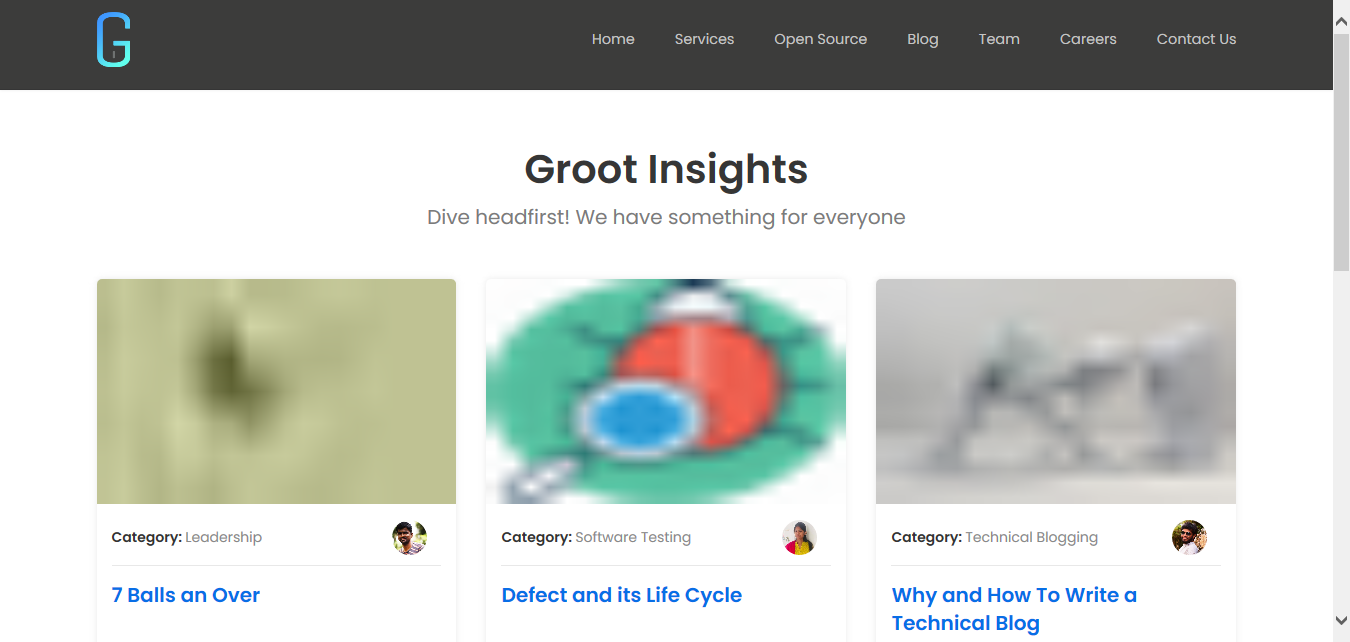 G
Home Services Open Source Blog Team Careers Contact Us
Groot Insights
Dive headfirst! We have something for everyone
Category: Leadership
7 Balls an Over
Category: Software Testing
Defect and its Life Cycle
Category: Technical Blogging
Why and How To Write a
Technical Blog